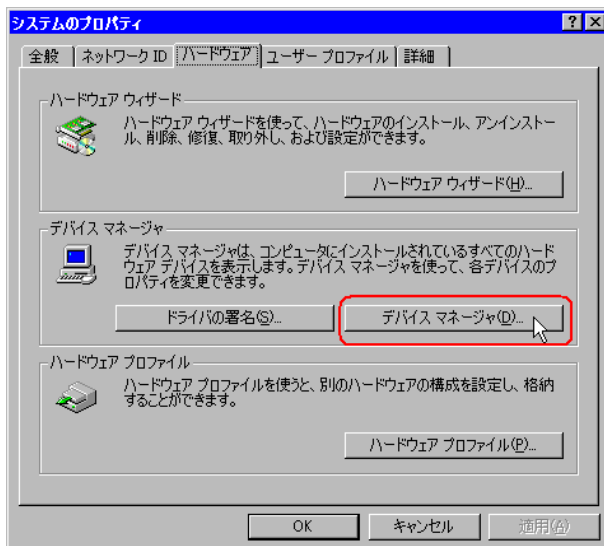 システムのプロパティ
全般
ネットワーク ID
ハードウェア
ユーザー プロファイル
詳細
ハードウェア ウィザード
ハードウェア ウィザードを使って、ハードウェアのインストール、アンインストー
ル、削除、修復、取り外し、および設定ができます。
ハードウェア ウィザード(H)...
デバイス マネージャ
デバイス マネージャは、コンピュータにインストールされているすべてのハード
ウェア デバイスを表示します。デバイス マネージャを使って、各デバイスのプ
ロパティを変更できます。
ドライバの署名(S)...
デバイス マネージャ(D)...
ハードウェア プロファイル
ハードウェア プロファイルを使うと、別のハードウェアの構成を設定し、格納
することができます。
ハードウェア プロファイル(P)...
OK
キャンセル
適用(A)